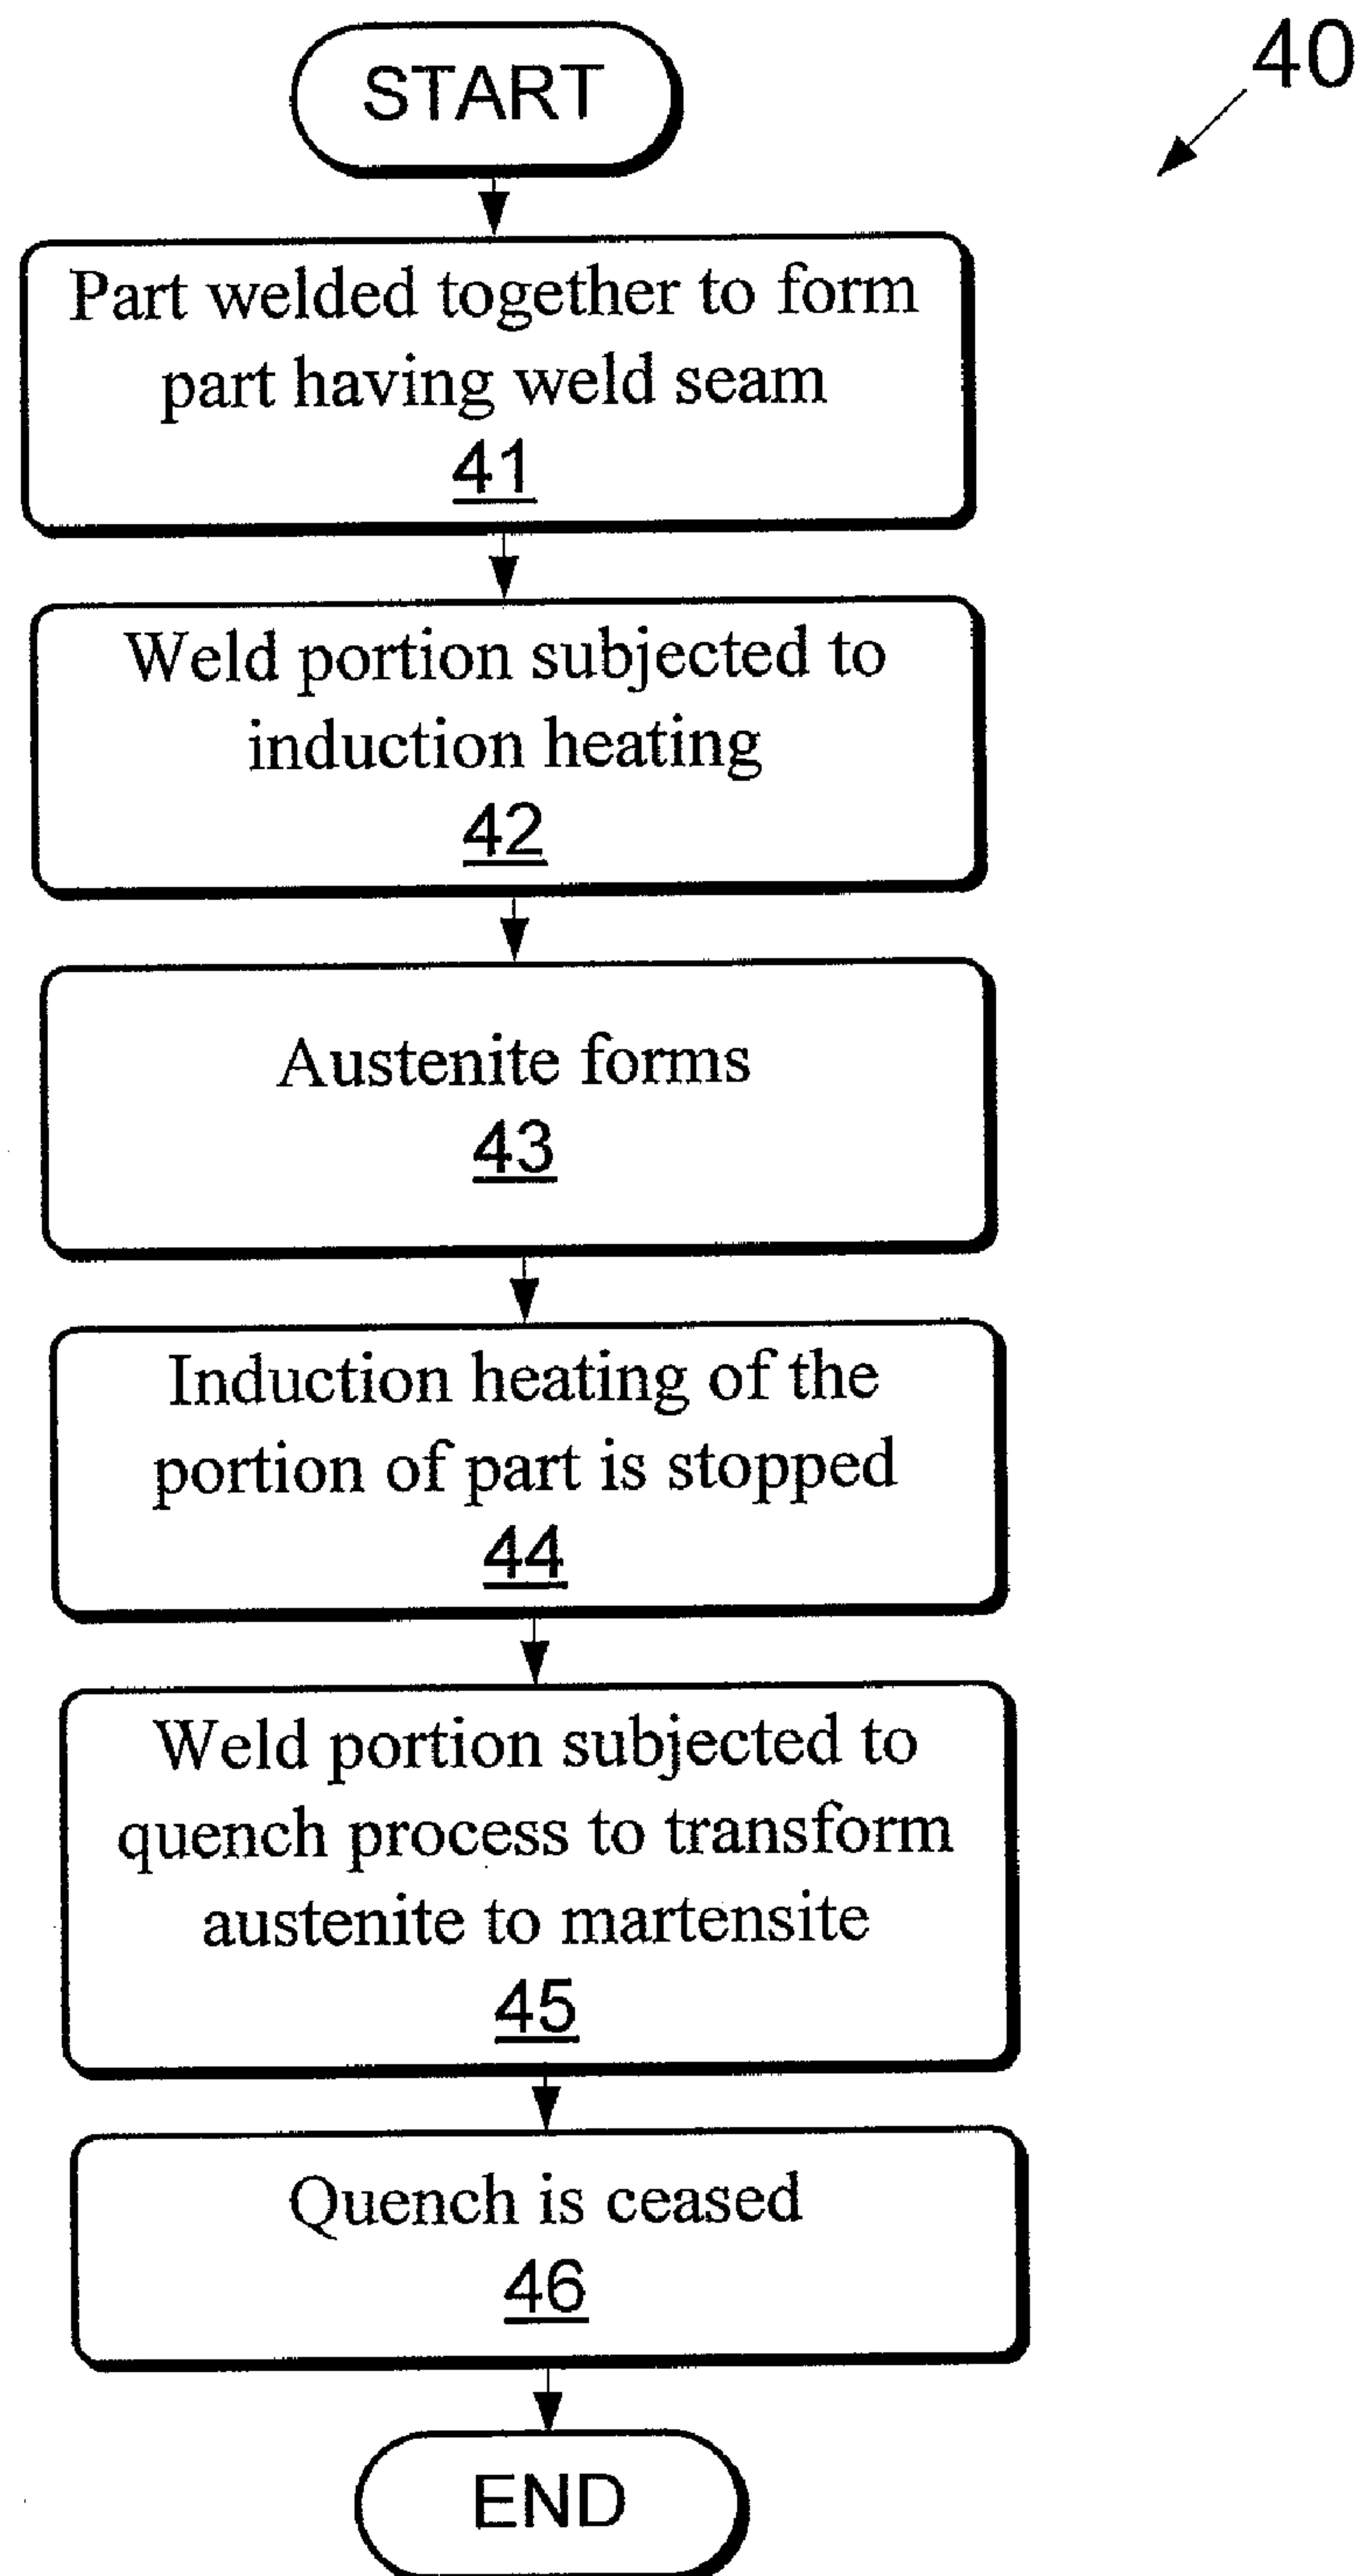 START
40
Part welded together to form
part having weld seam
41
Weld portion subjected to
induction heating
42
Austenite forms
43
Induction heating of the
portion of part is stopped
44
Weld portion subjected to
quench process to transform
austenite to martensite
45
Quench is ceased
46
END